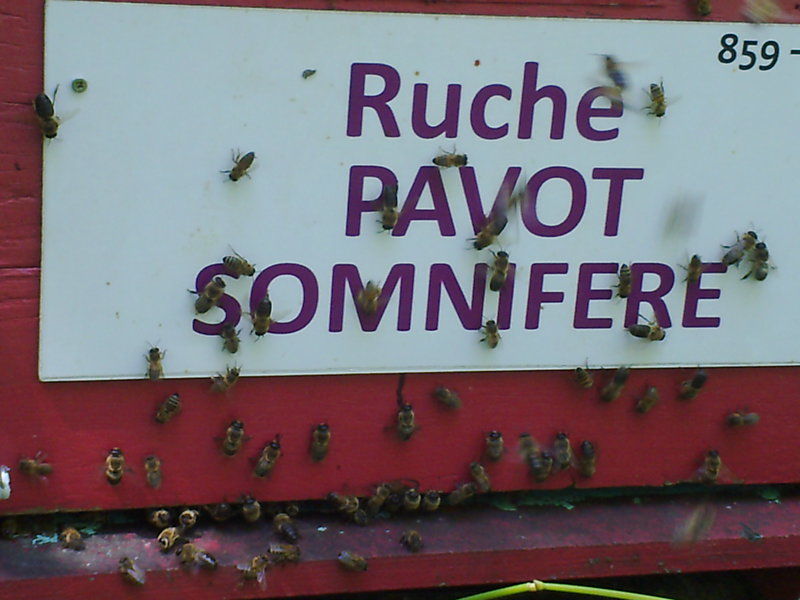 859 -
Ruche
PAVOT
SOMNIFERE